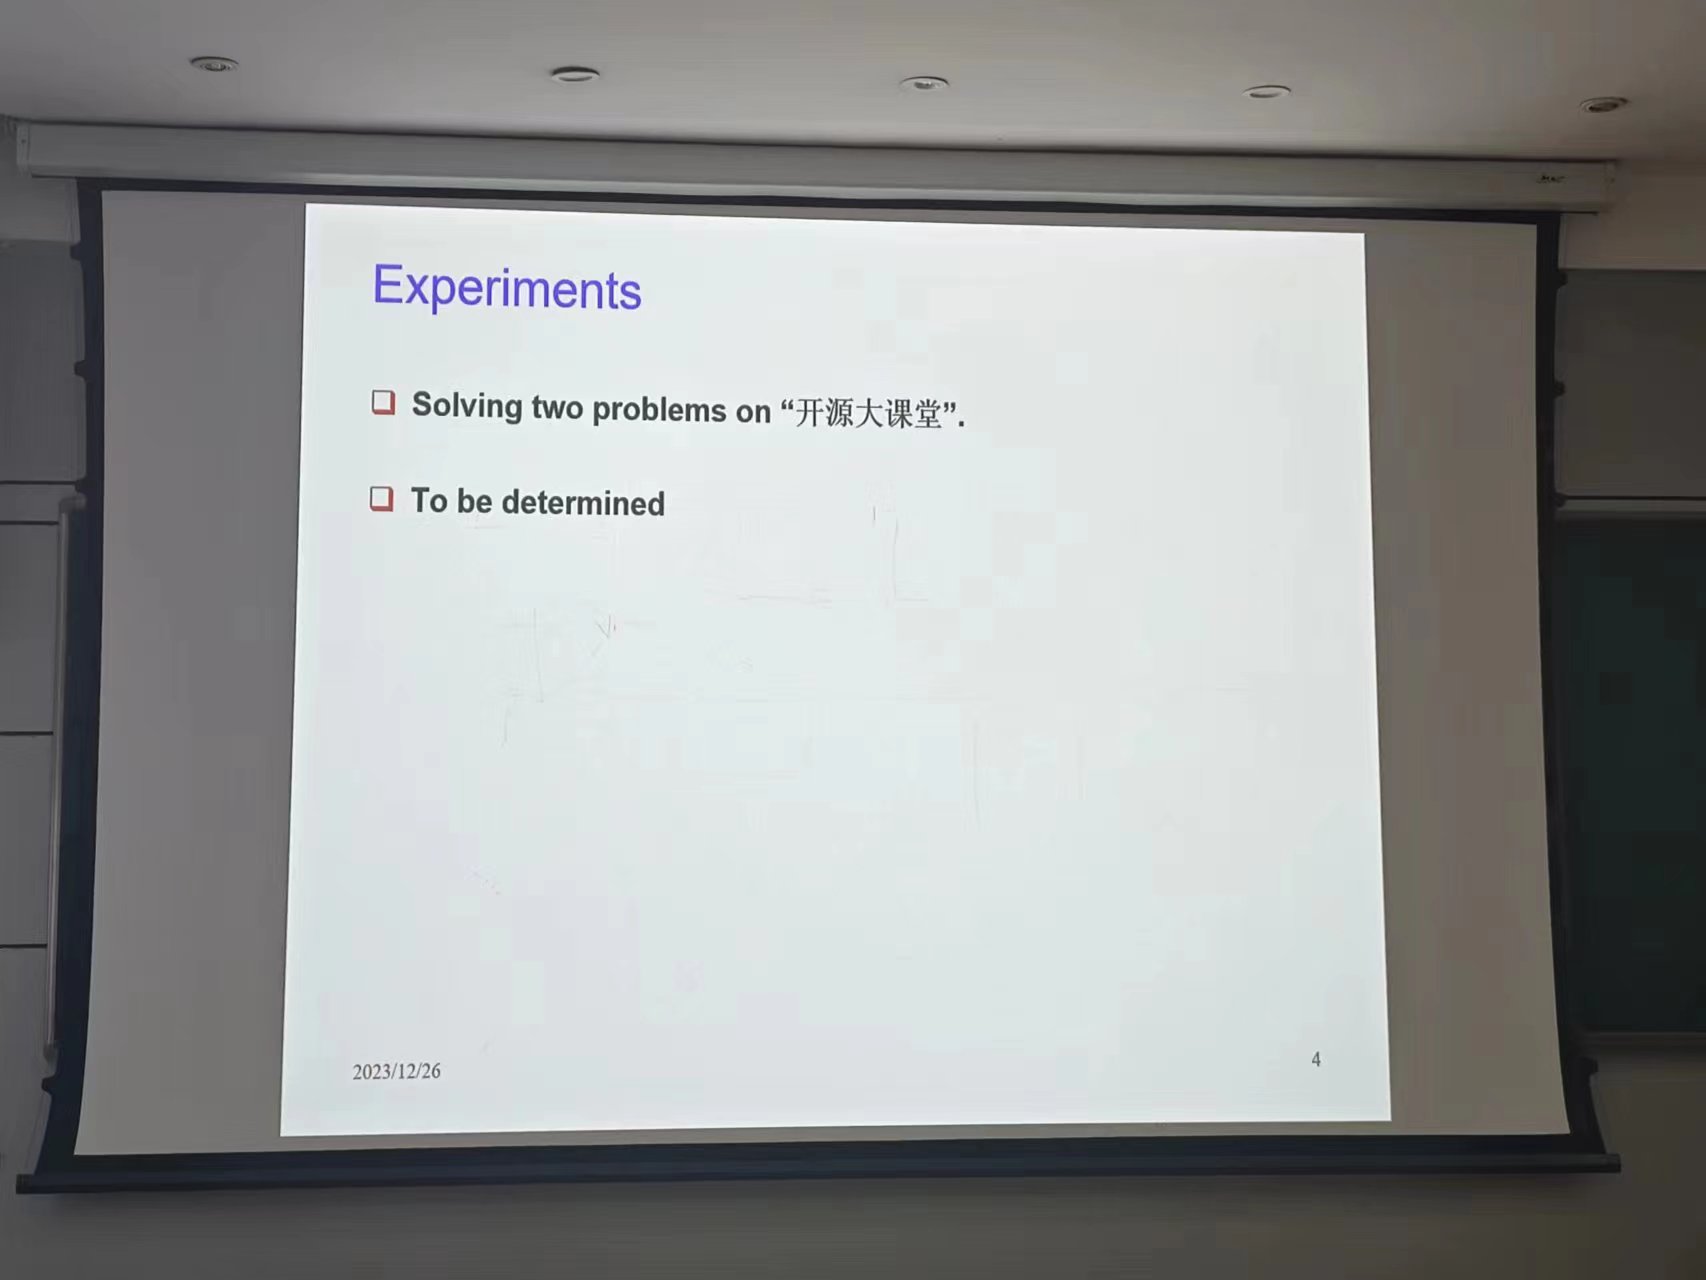 Experiments
Solving two problems on “开源大课堂”.
To be determined
2023/12/26
4